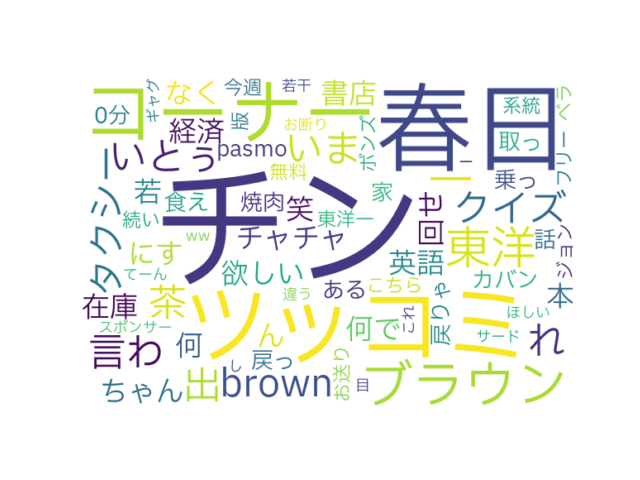 ギャグ
なく
今週
若干
書店
コーナー
春日
系統
ベラ
0分
版
お断り
経済
pasmo
いま
ボンズ
取っ
フリー
いとう
無料
ー
タクシー
若
食え
焼肉
笑
家
回せ
乗っ
クイズ
チン
続い
東洋一
チャチャ
ww
てーん
にす
欲しい
英語
東洋
話
ジョン
カバン
在庫
茶
ある
こちら
本
ほしい
スポンサー
違う
これ
ツッコミ
サード
言わ
何
ん
何で
戻りゃ
れ
戻っ
し
ちゃん
出
brown
お送り
目
ブラウン
一